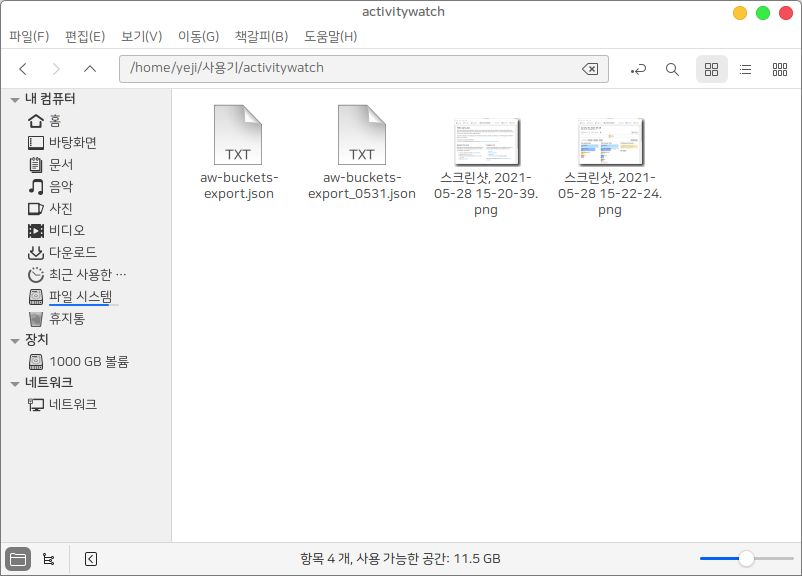 activitywatch
파일(F) 편집(E) 보기(V) 이동(G) 책갈피(B) 도움말(H)
/home/yeji/사용기/activitywatch
내 컴퓨터
홈
바탕화면
문서
음악
사진
비디오
다운로드
최근 사용한 …
파일 시스템
휴지통
장치
1000 GB 볼륨
네트워크
네트워크
TXT
aw-buckets-
export.json
TXT
aw-buckets-
export_0531.json
스크린샷, 2021-
05-28 15-20-39.
png
스크린샷, 2021-
05-28 15-22-24.
png
항목 4 개, 사용 가능한 공간: 11.5 GB